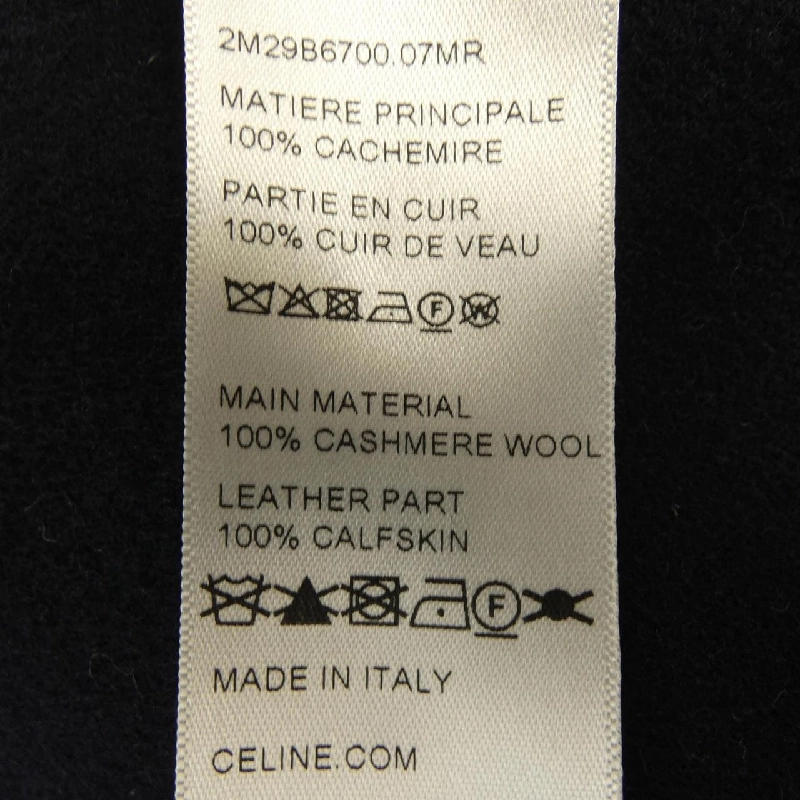 2M29B6700.07MR
MATIERE PRINCIPALE
100% CACHEMIRE
PARTIE EN CUIR
100% CUIR DE VEAU
F W
MAIN MATERIAL
100% CASHMERE WOOL
LEATHER PART
100% CALFSKIN
F
MADE IN ITALY
CELINE.COM